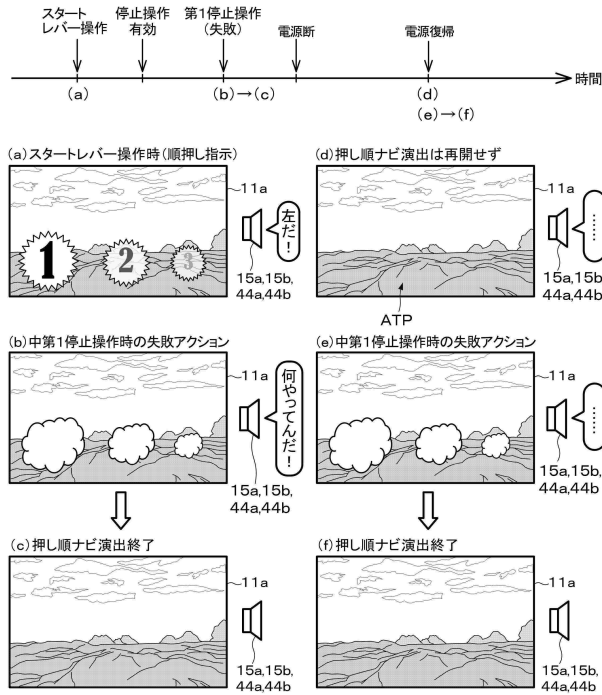 スタート
レバー操作
停止操作
有効
第1停止操作
(失敗)
電源断
電源復帰
時間
(a)
(b)→(c)
(d)
(e)→(f)
(a)スタートレバー操作時(順押し指示)
11a
1
2
3
左だ！
15a,15b,
44a,44b
(d)押し順ナビ演出は再開せず
11a
……
15a,15b,
44a,44b
ATP
(b)中第1停止操作時の失敗アクション
11a
何やってんだ！
15a,15b,
44a,44b
(e)中第1停止操作時の失敗アクション
11a
……
15a,15b,
44a,44b
(c)押し順ナビ演出終了
11a
15a,15b,
44a,44b
(f)押し順ナビ演出終了
11a
15a,15b,
44a,44b